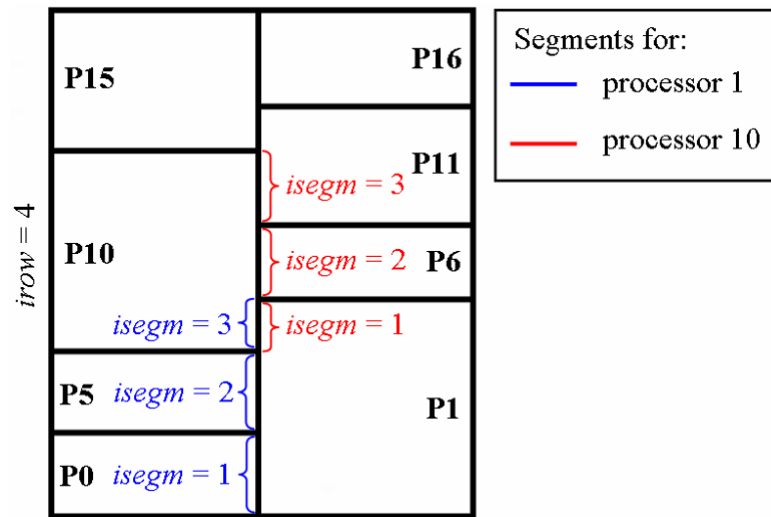 P15
P16
Segments for:
processor 1
processor 10
P11
isegm = 3
irow = 4
P10
isegm = 2
P6
isegm = 3
isegm = 1
P5
isegm = 2
P1
P0
isegm = 1